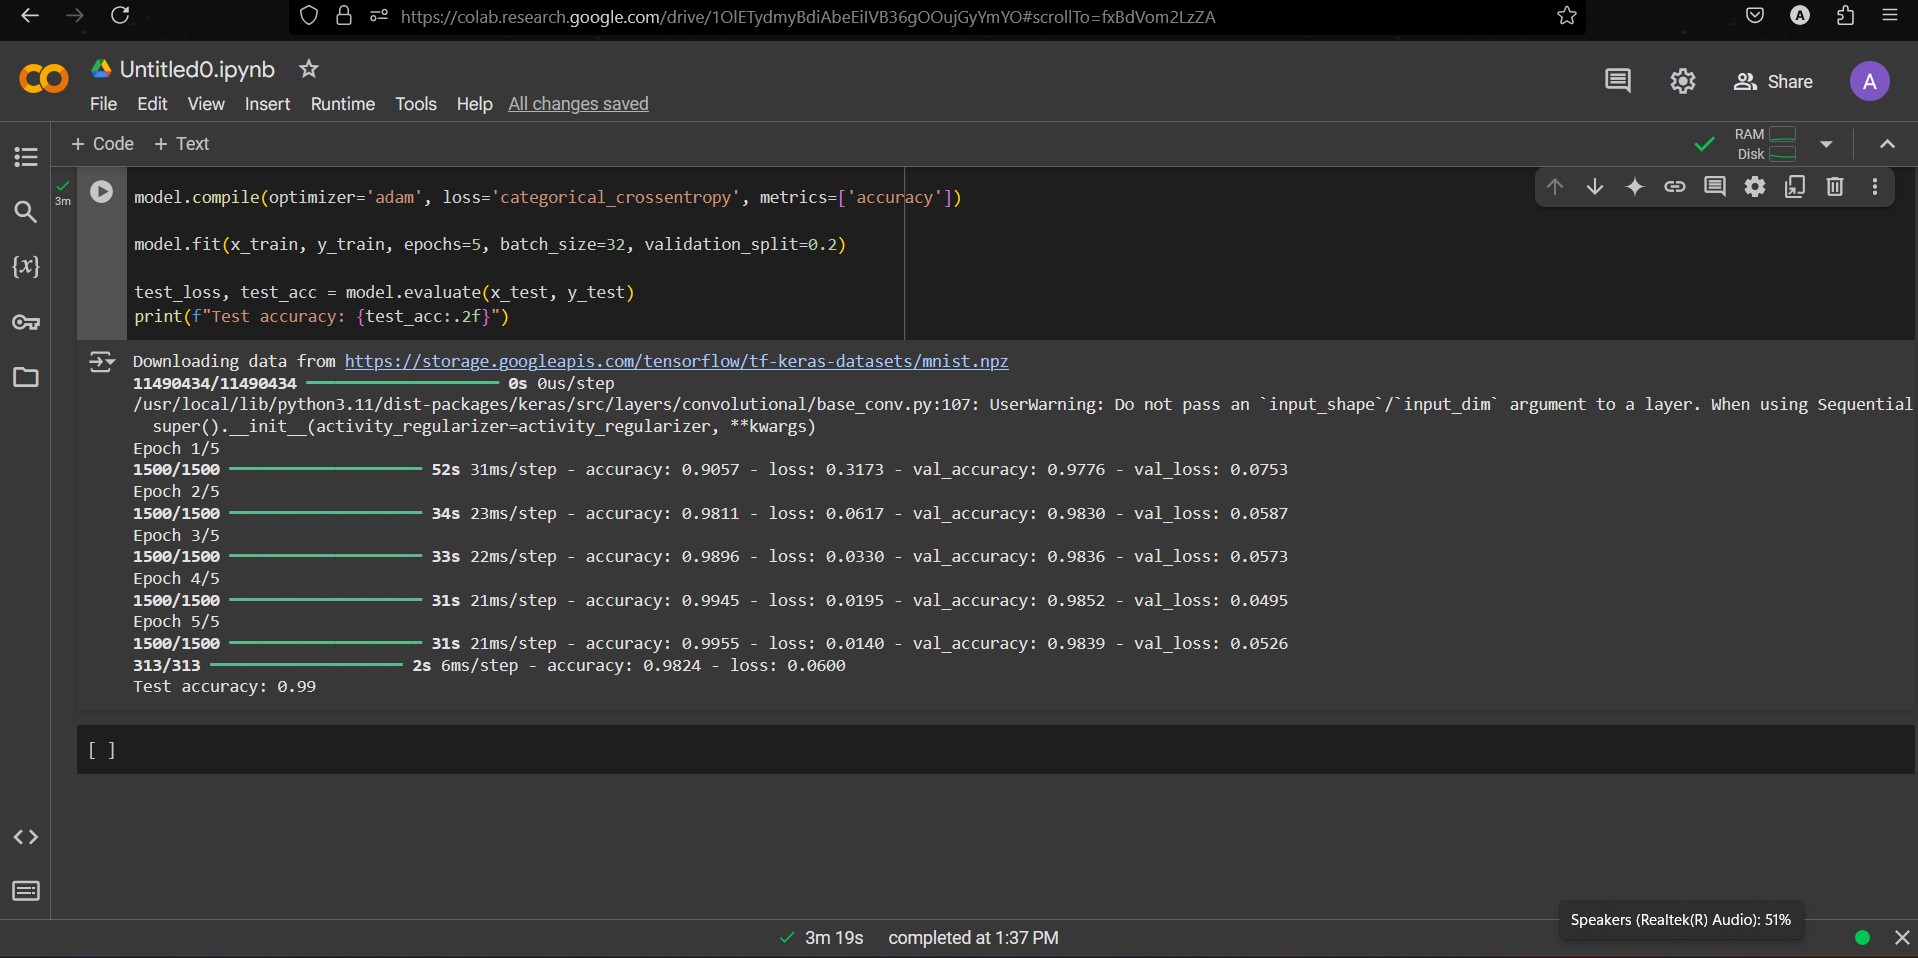 https://colab.research.google.com/drive/1OlETydmyBdiAbeEiIVB36gOOujGyYmYO#scrollTo=fxBdVom2LzZA
A
CO
Untitled0.ipynb
Share
A
File Edit View Insert Runtime Tools Help All changes saved
+ Code + Text
RAM
Disk
3m
model.compile(optimizer='adam', loss='categorical_crossentropy', metrics=['accuracy'])
model.fit(x_train, y_train, epochs=5, batch_size=32, validation_split=0.2)
test_loss, test_acc = model.evaluate(x_test, y_test)
print(f"Test accuracy: {test_acc:.2f}")
{x}
Downloading data from https://storage.googleapis.com/tensorflow/tf-keras-datasets/mnist.npz
11490434/11490434 0s 0us/step
/usr/local/lib/python3.11/dist-packages/keras/src/layers/convolutional/base_conv.py:107: UserWarning: Do not pass an `input_shape`/`input_dim` argument to a layer. When using Sequential
super().__init__(activity_regularizer=activity_regularizer, **kwargs)
Epoch 1/5
1500/1500 52s 31ms/step - accuracy: 0.9057 - loss: 0.3173 - val_accuracy: 0.9776 - val_loss: 0.0753
Epoch 2/5
1500/1500 34s 23ms/step - accuracy: 0.9811 - loss: 0.0617 - val_accuracy: 0.9830 - val_loss: 0.0587
Epoch 3/5
1500/1500 33s 22ms/step - accuracy: 0.9896 - loss: 0.0330 - val_accuracy: 0.9836 - val_loss: 0.0573
Epoch 4/5
1500/1500 31s 21ms/step - accuracy: 0.9945 - loss: 0.0195 - val_accuracy: 0.9852 - val_loss: 0.0495
Epoch 5/5
1500/1500 31s 21ms/step - accuracy: 0.9955 - loss: 0.0140 - val_accuracy: 0.9839 - val_loss: 0.0526
313/313 2s 6ms/step - accuracy: 0.9824 - loss: 0.0600
Test accuracy: 0.99
[ ]
Speakers (Realtek(R) Audio): 51%
3m 19s completed at 1:37 PM